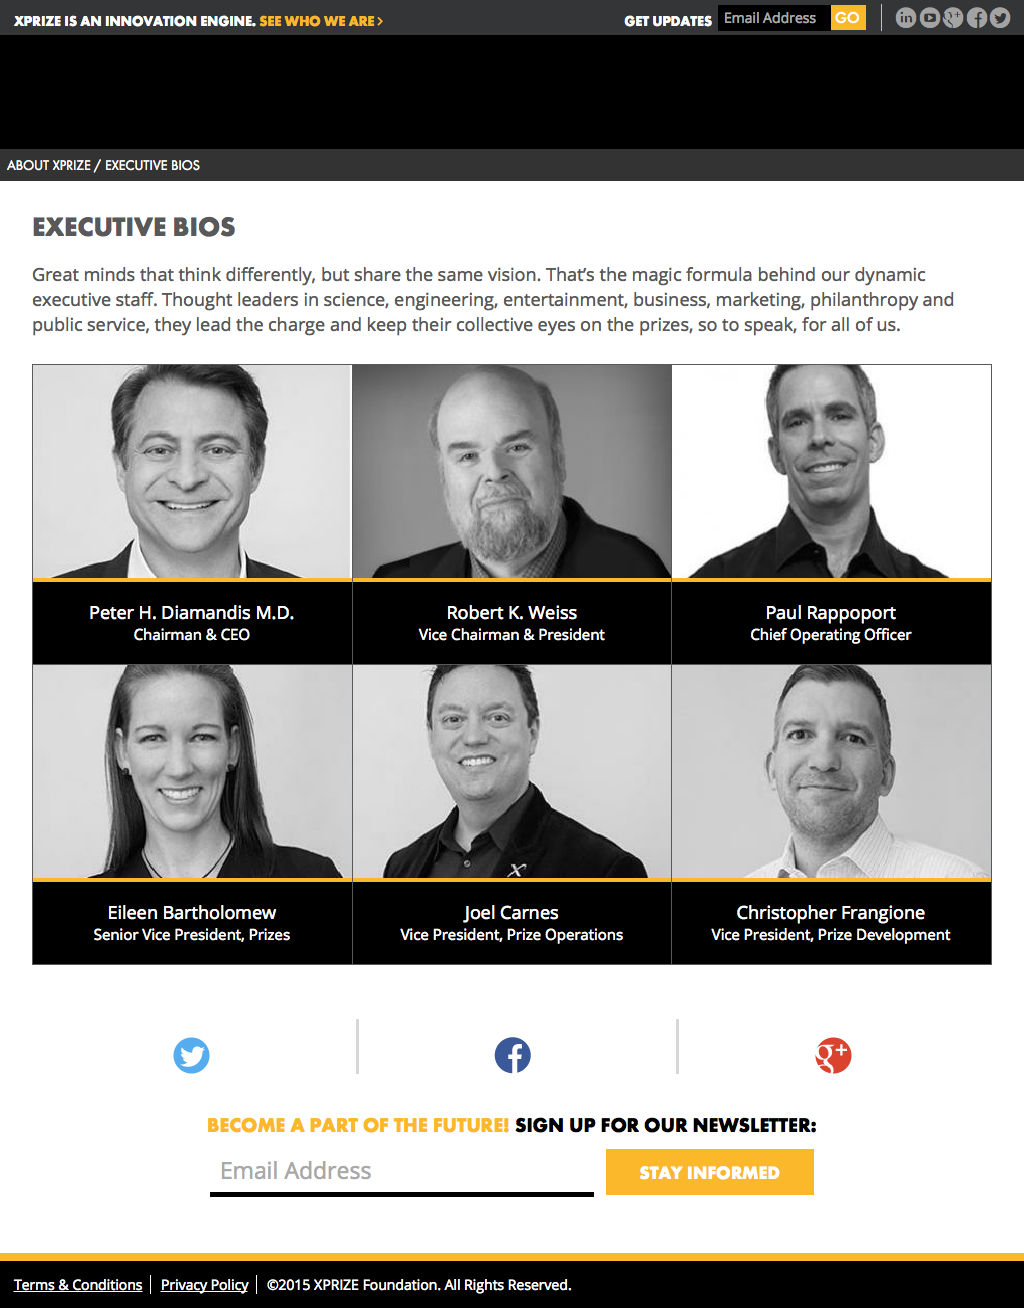 XPRIZE IS AN INNOVATION ENGINE. SEE WHO WE ARE >
GET UPDATES Email Address GO
ABOUT XPRIZE / EXECUTIVE BIOS
EXECUTIVE BIOS
Great minds that think differently, but share the same vision. That's the magic formula behind our dynamic
executive staff. Thought leaders in science, engineering, entertainment, business, marketing, philanthropy and
public service, they lead the charge and keep their collective eyes on the prizes, so to speak, for all of us.
Peter H. Diamandis M.D.
Chairman & CEO
Robert K. Weiss
Vice Chairman & President
Paul Rappoport
Chief Operating Officer
Eileen Bartholomew
Senior Vice President, Prizes
Joel Carnes
Vice President, Prize Operations
Christopher Frangione
Vice President, Prize Development
BECOME A PART OF THE FUTURE! SIGN UP FOR OUR NEWSLETTER:
Email Address
STAY INFORMED
Terms & Conditions | Privacy Policy | ©2015 XPRIZE Foundation. All Rights Reserved.